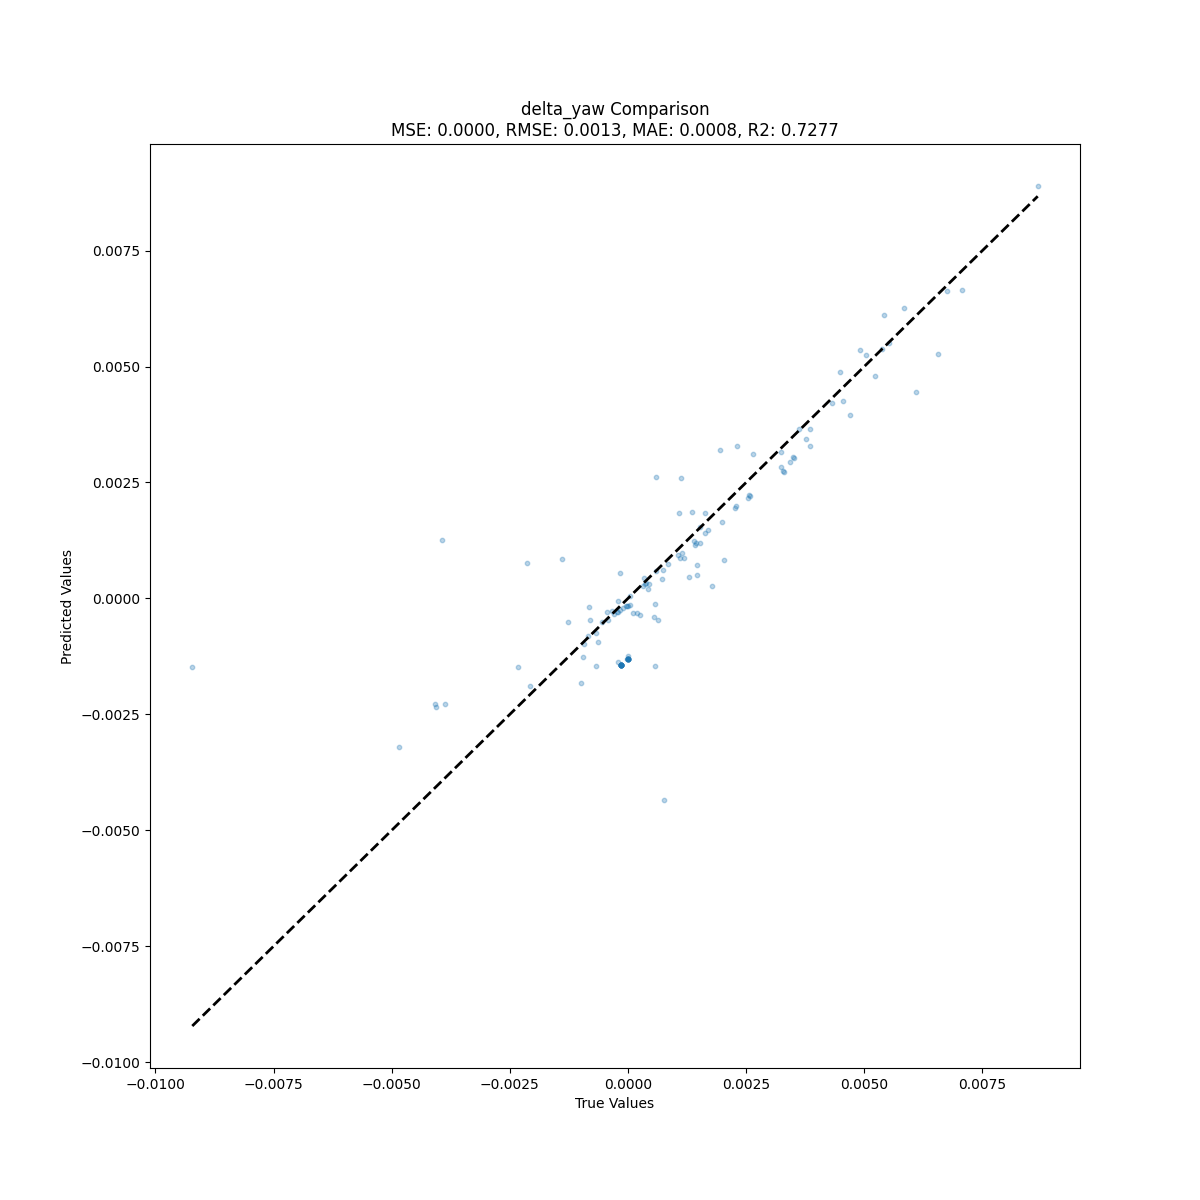 delta_yaw Comparison
MSE: 0.0000, RMSE: 0.0013, MAE: 0.0008, R2: 0.7277
Predicted Values
0.0075
0.0050
0.0025
0.0000
−0.0025
−0.0050
−0.0075
−0.0100
−0.0100 −0.0075 −0.0050 −0.0025 0.0000 0.0025 0.0050 0.0075
True Values